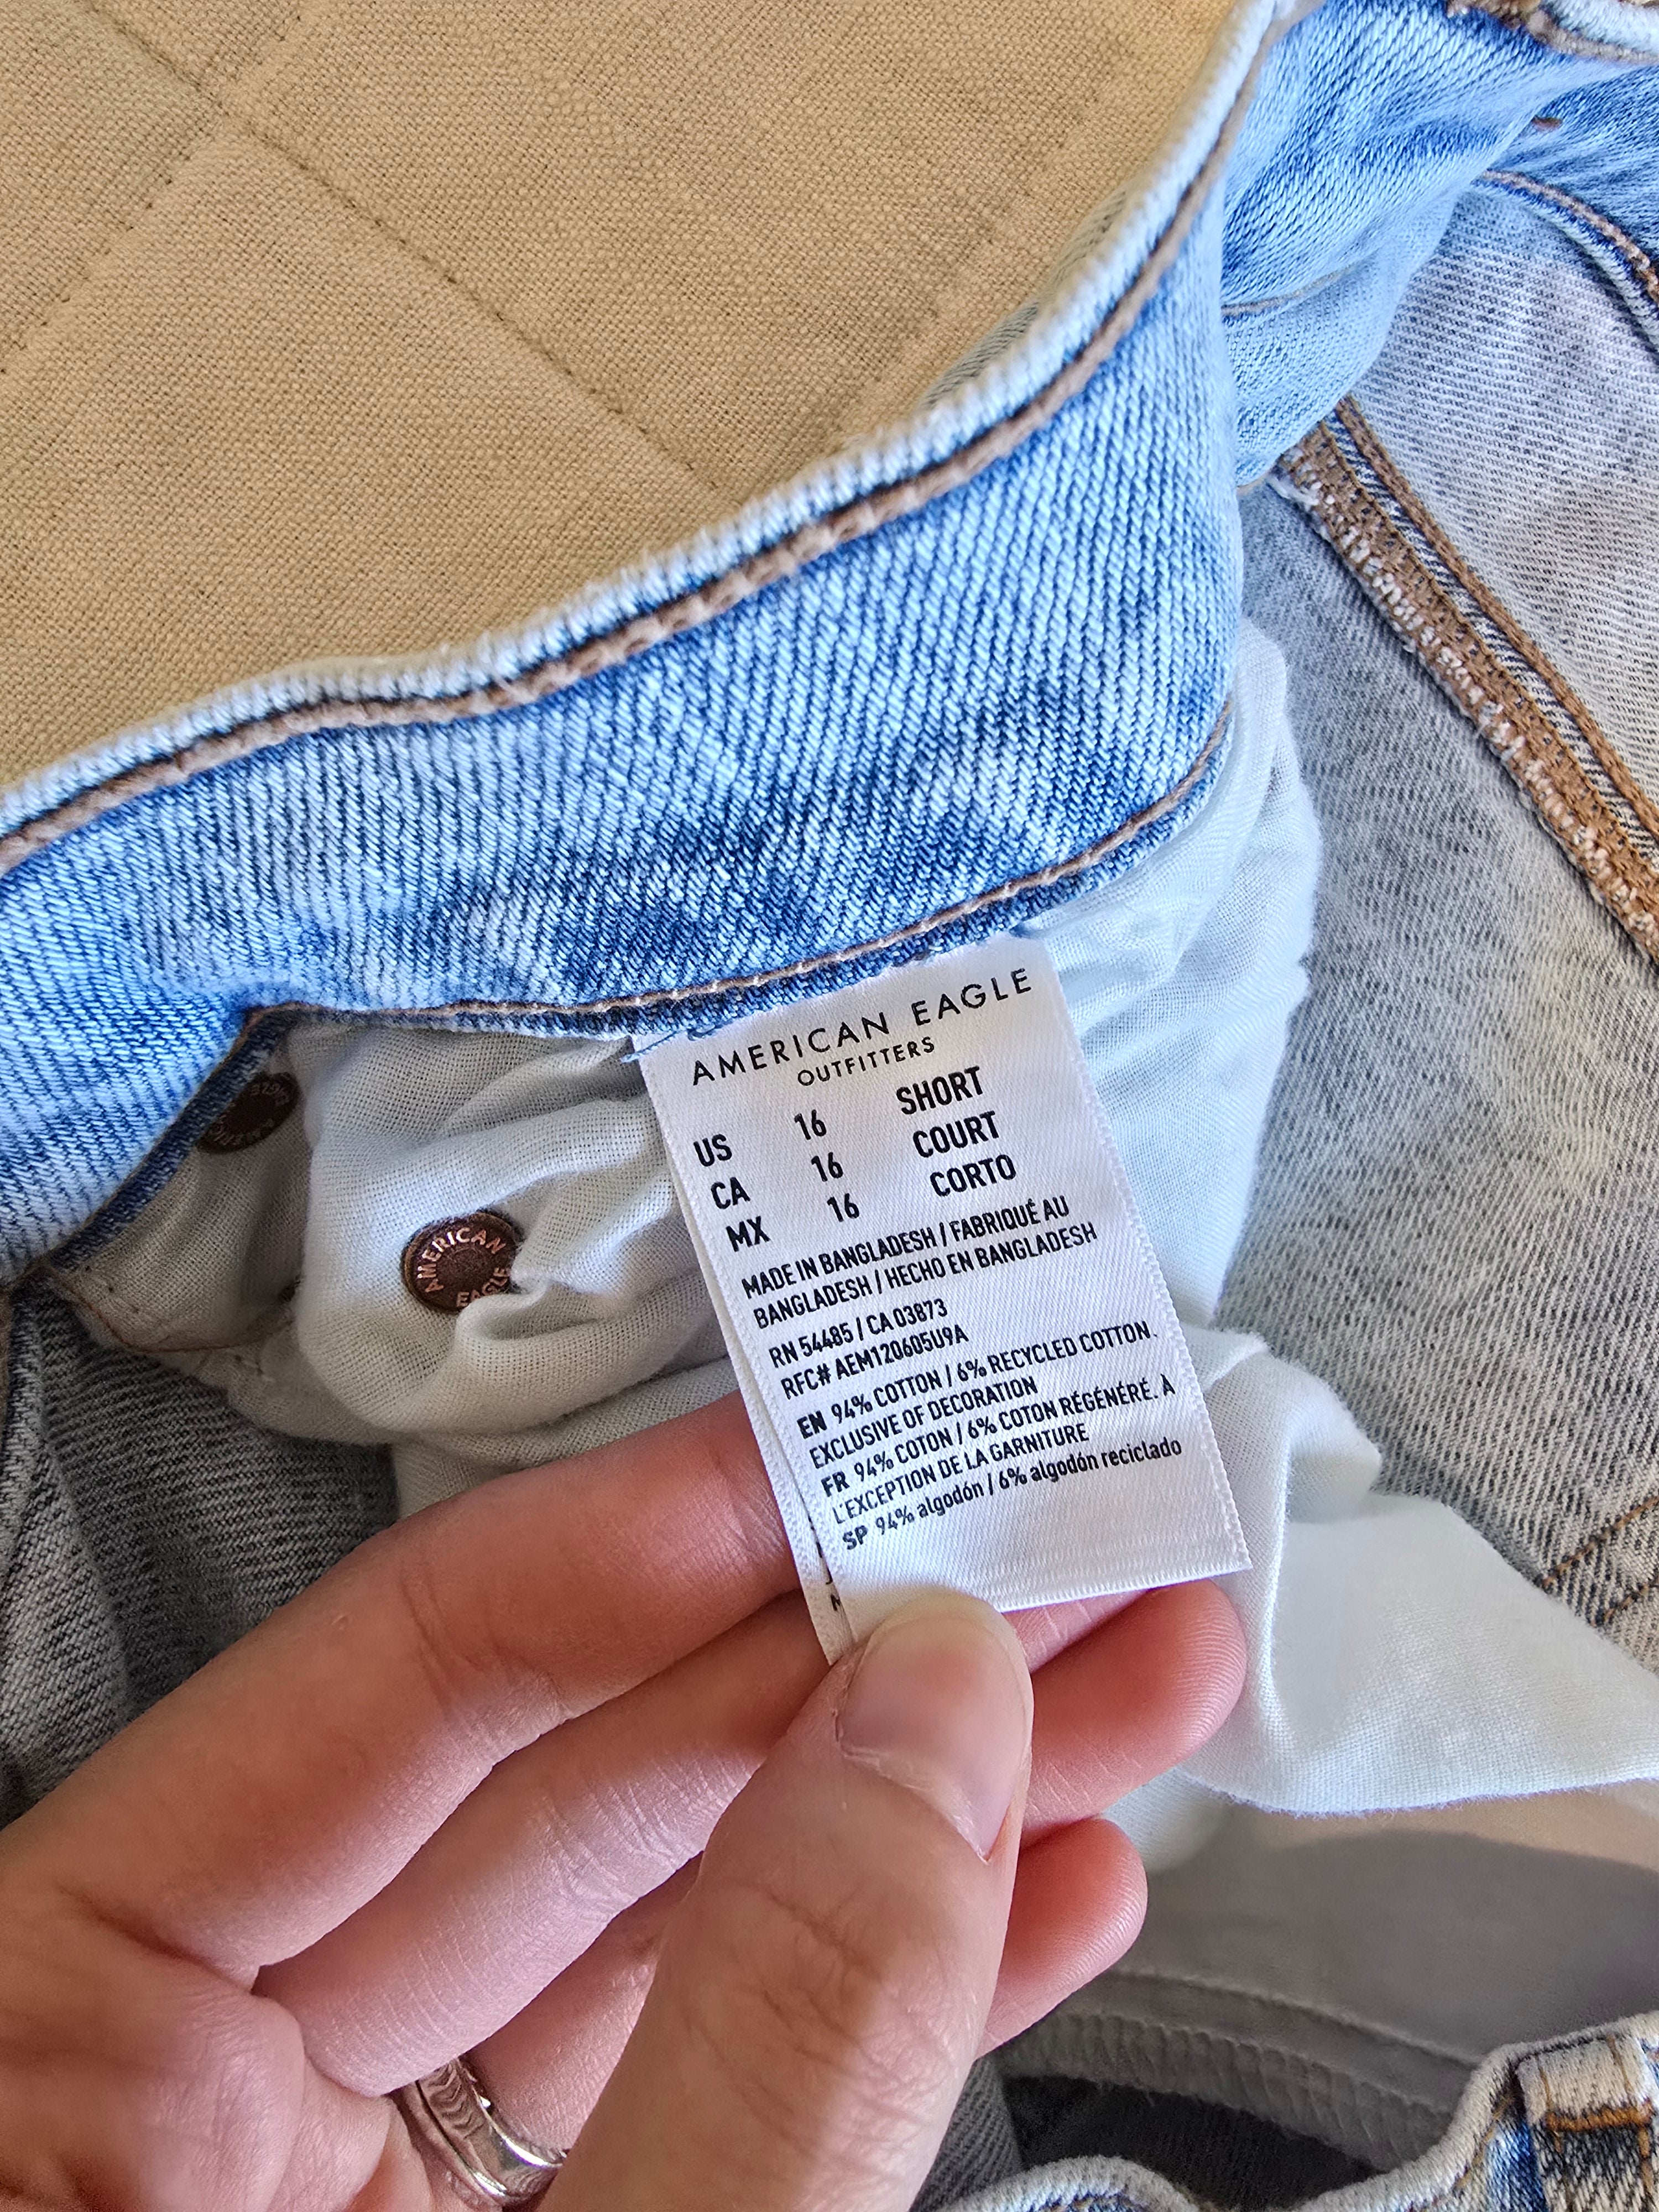 AMERICAN EAGLE
OUTFITTERS
US 16 SHORT
CA 16 COURT
MX 16 CORTO
MADE IN BANGLADESH / FABRIQUÉ AU
BANGLADESH / HECHO EN BANGLADESH
RN 54485 / CA 03873
RFC# AEM120605U9A
EN 94% COTTON / 6% RECYCLED COTTON.
EXCLUSIVE OF DECORATION
FR 94% COTON / 6% COTON RÉGÉNÉRÉ. À
L'EXCEPTION DE LA GARNITURE
SP 94% algodón / 6% algodón reciclado
AMERICAN
EAGLE